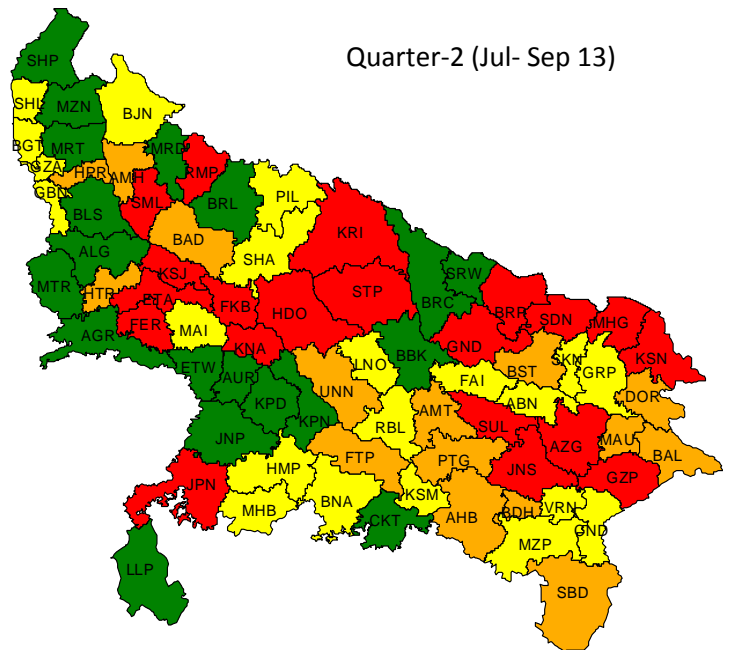 Quarter-2 (Jul- Sep 13)
SHP
SHL
MZN
BJN
BGT
MRT
MRD
GZA
HPR
AMH
RMP
GBN
SML
BRL
PIL
BLS
BAD
KRI
ALG
SHA
SRW
KSJ
MTR
HTR
ETA
FKB
HDO
STP
BRC
BRP
SDN
MHG
AGR
FER
MAI
KNA
GND
KSN
ETW
AURI
LNO
BBK
SKN
GRP
BST
FAI
UNN
KPD
KPN
AMT
ABN
DOR
JNP
RBL
SUL
AZG
MAU
BAL
FTP
PTG
JNS
GZP
HMP
JPN
MHB
BNA
KSM
CKT
AHB
BDH
VRN
GND
MZP
LLP
SBD